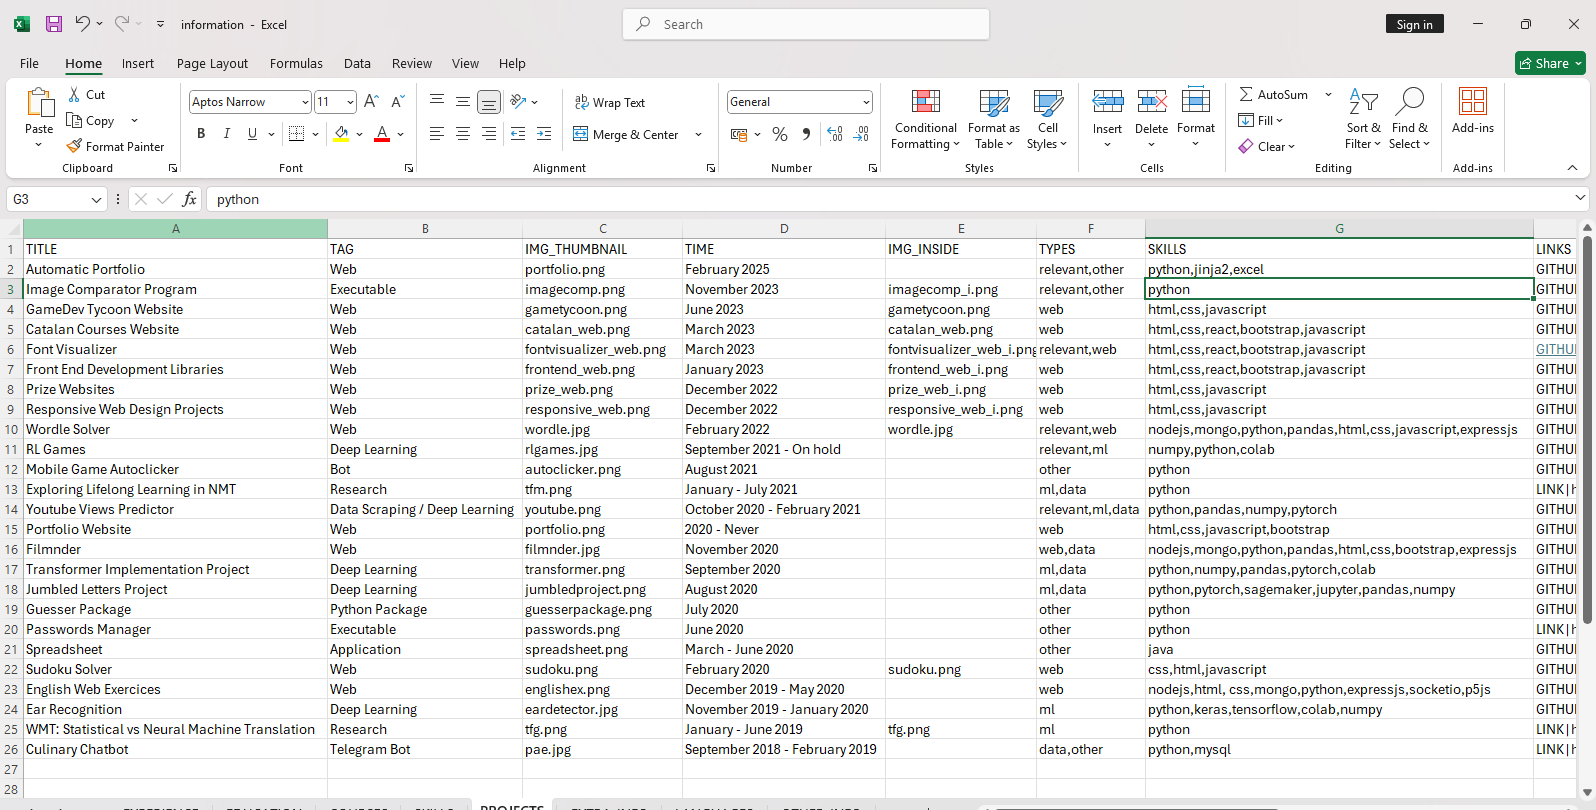 information - Excel
Search
Sign in
File Home Insert Page Layout Formulas Data Review View Help
Share
Paste
Cut
Copy
Format Painter
Clipboard
Aptos Narrow 11
B I U
Font
Wrap Text
Merge & Center
Alignment
General
Number
Conditional Formatting
Format as Table
Cell Styles
Styles
Insert Delete Format
Cells
AutoSum
Fill
Clear
Sort & Filter
Find & Select
Editing
Add-ins
Add-ins
G3 fx python
A B C D E F G
1 TITLE TAG IMG_THUMBNAIL TIME IMG_INSIDE TYPES SKILLS LINKS
2 Automatic Portfolio Web portfolio.png February 2025 relevant,other python,jinja2,excel GITHU
3 Image Comparator Program Executable imagecomp.png November 2023 imagecomp_i.png relevant,other python GITHU
4 GameDev Tycoon Website Web gametycoon.png June 2023 gametycoon.png web html,css,javascript GITHU
5 Catalan Courses Website Web catalan_web.png March 2023 catalan_web.png web html,css,react,bootstrap,javascript GITHU
6 Font Visualizer Web fontvisualizer_web.png March 2023 fontvisualizer_web_i.png relevant,web html,css,react,bootstrap,javascript GITHU
7 Front End Development Libraries Web frontend_web.png January 2023 frontend_web_i.png web html,css,react,bootstrap,javascript GITHU
8 Prize Websites Web prize_web.png December 2022 prize_web_i.png web html,css,javascript GITHU
9 Responsive Web Design Projects Web responsive_web.png December 2022 responsive_web_i.png web html,css,javascript GITHU
10 Wordle Solver Web wordle.jpg February 2022 wordle.jpg relevant,web nodejs,mongo,python,pandas,html,css,javascript,expressjs GITHU
11 RL Games Deep Learning rlgames.jpg September 2021 - On hold relevant,ml numpy,python,colab GITHU
12 Mobile Game Autoclicker Bot autoclicker.png August 2021 other python GITHU
13 Exploring Lifelong Learning in NMT Research tfm.png January - July 2021 ml,data python LINK|h
14 Youtube Views Predictor Data Scraping / Deep Learning youtube.png October 2020 - February 2021 relevant,ml,data python,pandas,numpy,pytorch GITHU
15 Portfolio Website Web portfolio.png 2020 - Never web html,css,javascript,bootstrap GITHU
16 Filmnder Web filmnder.jpg November 2020 web,data nodejs,mongo,python,pandas,html,css,bootstrap,expressjs GITHU
17 Transformer Implementation Project Deep Learning transformer.png September 2020 ml,data python,numpy,pandas,pytorch,colab GITHU
18 Jumbled Letters Project Deep Learning jumbledproject.png August 2020 ml,data python,pytorch,sagemaker,jupyter,pandas,numpy GITHU
19 Guesser Package Python Package guesserpackage.png July 2020 other python GITHU
20 Passwords Manager Executable passwords.png June 2020 other python LINK|h
21 Spreadsheet Application spreadsheet.png March - June 2020 other java GITHU
22 Sudoku Solver Web sudoku.png February 2020 sudoku.png web css,html,javascript GITHU
23 English Web Exercices Web englishex.png December 2019 - May 2020 web nodejs,html, css,mongo,python,expressjs,socketio,p5js GITHU
24 Ear Recognition Deep Learning eardetector.jpg November 2019 - January 2020 ml python,keras,tensorflow,colab,numpy GITHU
25 WMT: Statistical vs Neural Machine Translation Research tfg.png January - June 2019 tfg.png ml python LINK|h
26 Culinary Chatbot Telegram Bot pae.jpg September 2018 - February 2019 data,other python,mysql LINK|h
27
28
PROJECTS